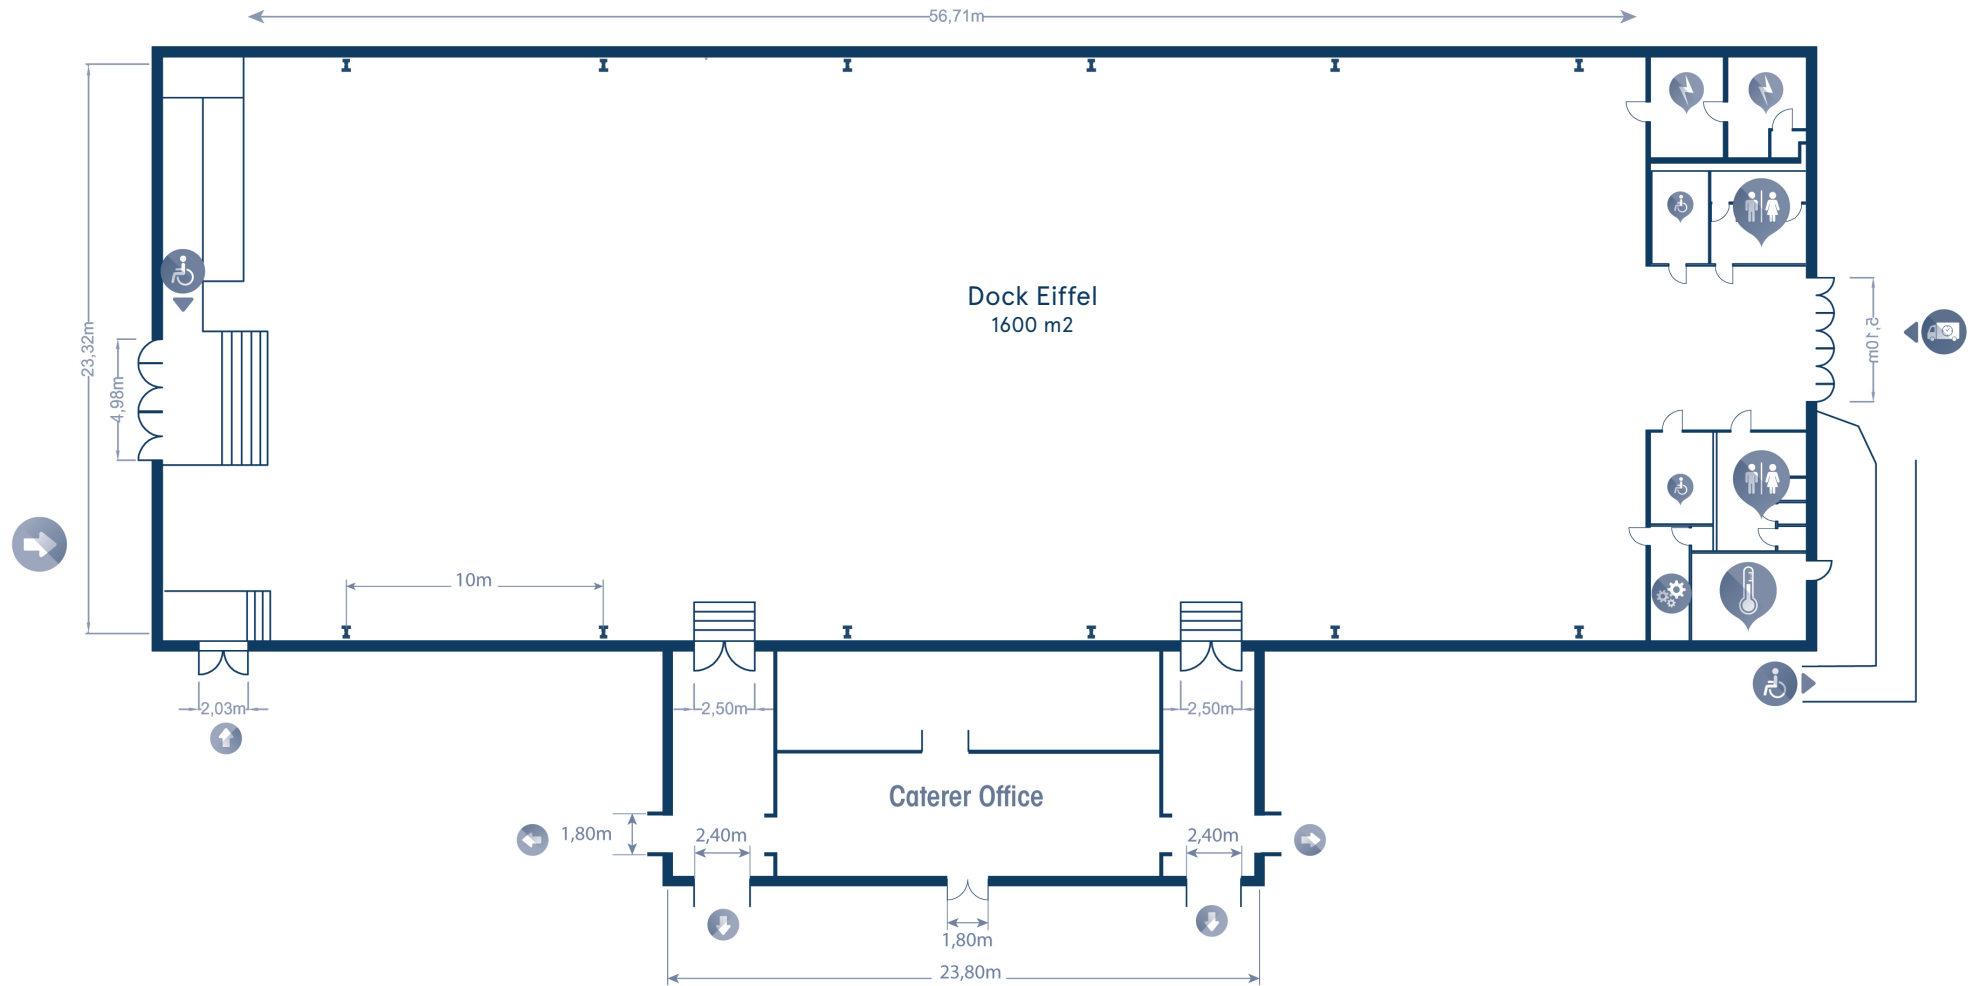 56,71m
Dock Eiffel
1600 m2
23,32m
4,98m
5,10m
10m
2,03m
2,50m
2,50m
Caterer Office
1,80m
2,40m
2,40m
1,80m
23,80m